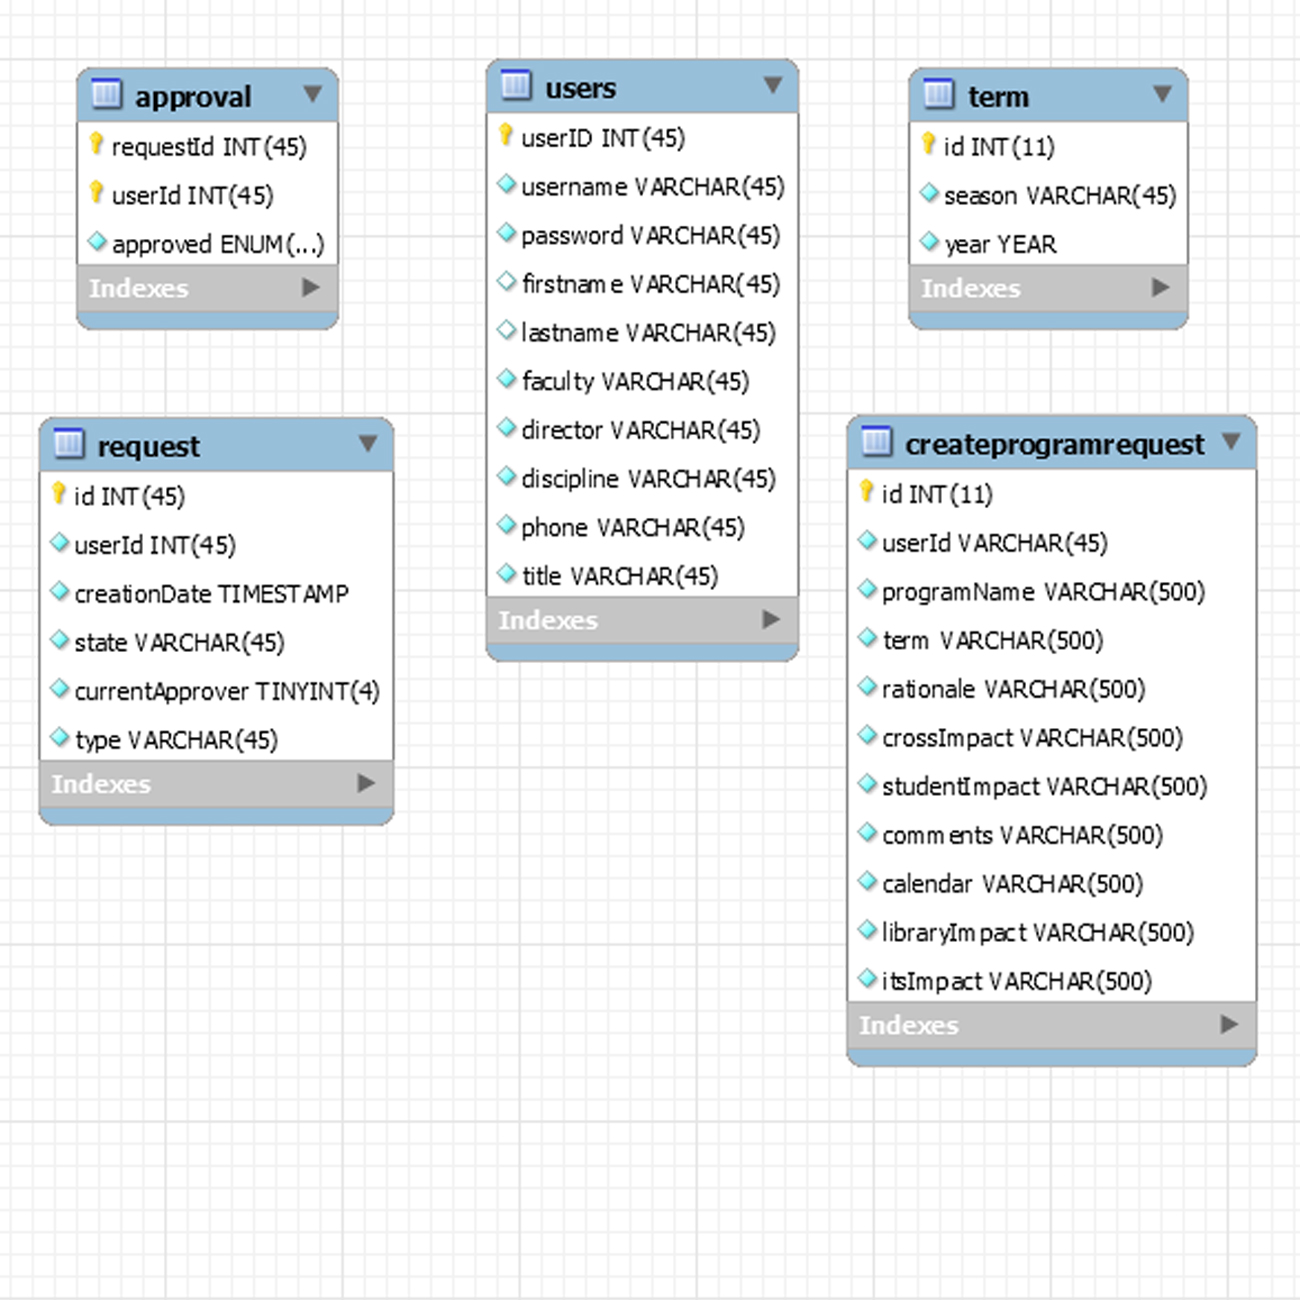 approval
requestId INT(45)
userId INT(45)
approved ENUM(...)
Indexes
users
userID INT(45)
username VARCHAR(45)
password VARCHAR(45)
firstname VARCHAR(45)
lastname VARCHAR(45)
faculty VARCHAR(45)
director VARCHAR(45)
discipline VARCHAR(45)
phone VARCHAR(45)
title VARCHAR(45)
Indexes
term
id INT(11)
season VARCHAR(45)
year YEAR
Indexes
request
id INT(45)
userId INT(45)
creationDate TIMESTAMP
state VARCHAR(45)
currentApprover TINYINT(4)
type VARCHAR(45)
Indexes
createprogramrequest
id INT(11)
userId VARCHAR(45)
programName VARCHAR(500)
term VARCHAR(500)
rationale VARCHAR(500)
crossImpact VARCHAR(500)
studentImpact VARCHAR(500)
comments VARCHAR(500)
calendar VARCHAR(500)
libraryImpact VARCHAR(500)
itsImpact VARCHAR(500)
Indexes